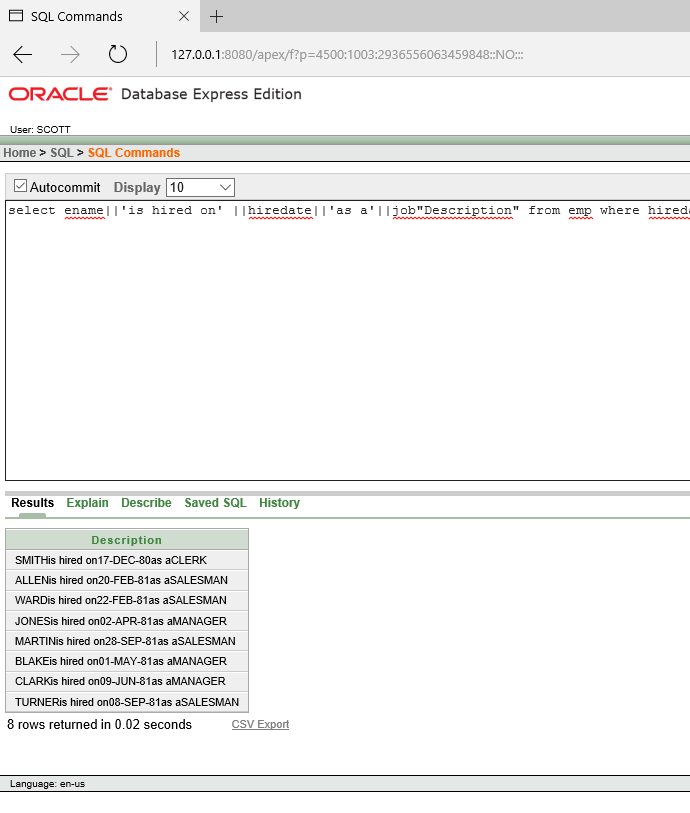 SQL Commands
127.0.0.1:8080/apex/f?p=4500:1003:2936556063459848::NO:::
ORACLE Database Express Edition
User: SCOTT
Home > SQL > SQL Commands
Autocommit Display 10
select ename||'is hired on' ||hiredate||'as a'||job"Description" from emp where hireda
Results Explain Describe Saved SQL History
Description
SMITHis hired on17-DEC-80as aCLERK
ALLENis hired on20-FEB-81as aSALESMAN
WARDis hired on22-FEB-81as aSALESMAN
JONESis hired on02-APR-81as aMANAGER
MARTINis hired on28-SEP-81as aSALESMAN
BLAKEis hired on01-MAY-81as aMANAGER
CLARKis hired on09-JUN-81as aMANAGER
TURNERis hired on08-SEP-81as aSALESMAN
8 rows returned in 0.02 seconds CSV Export
Language: en-us